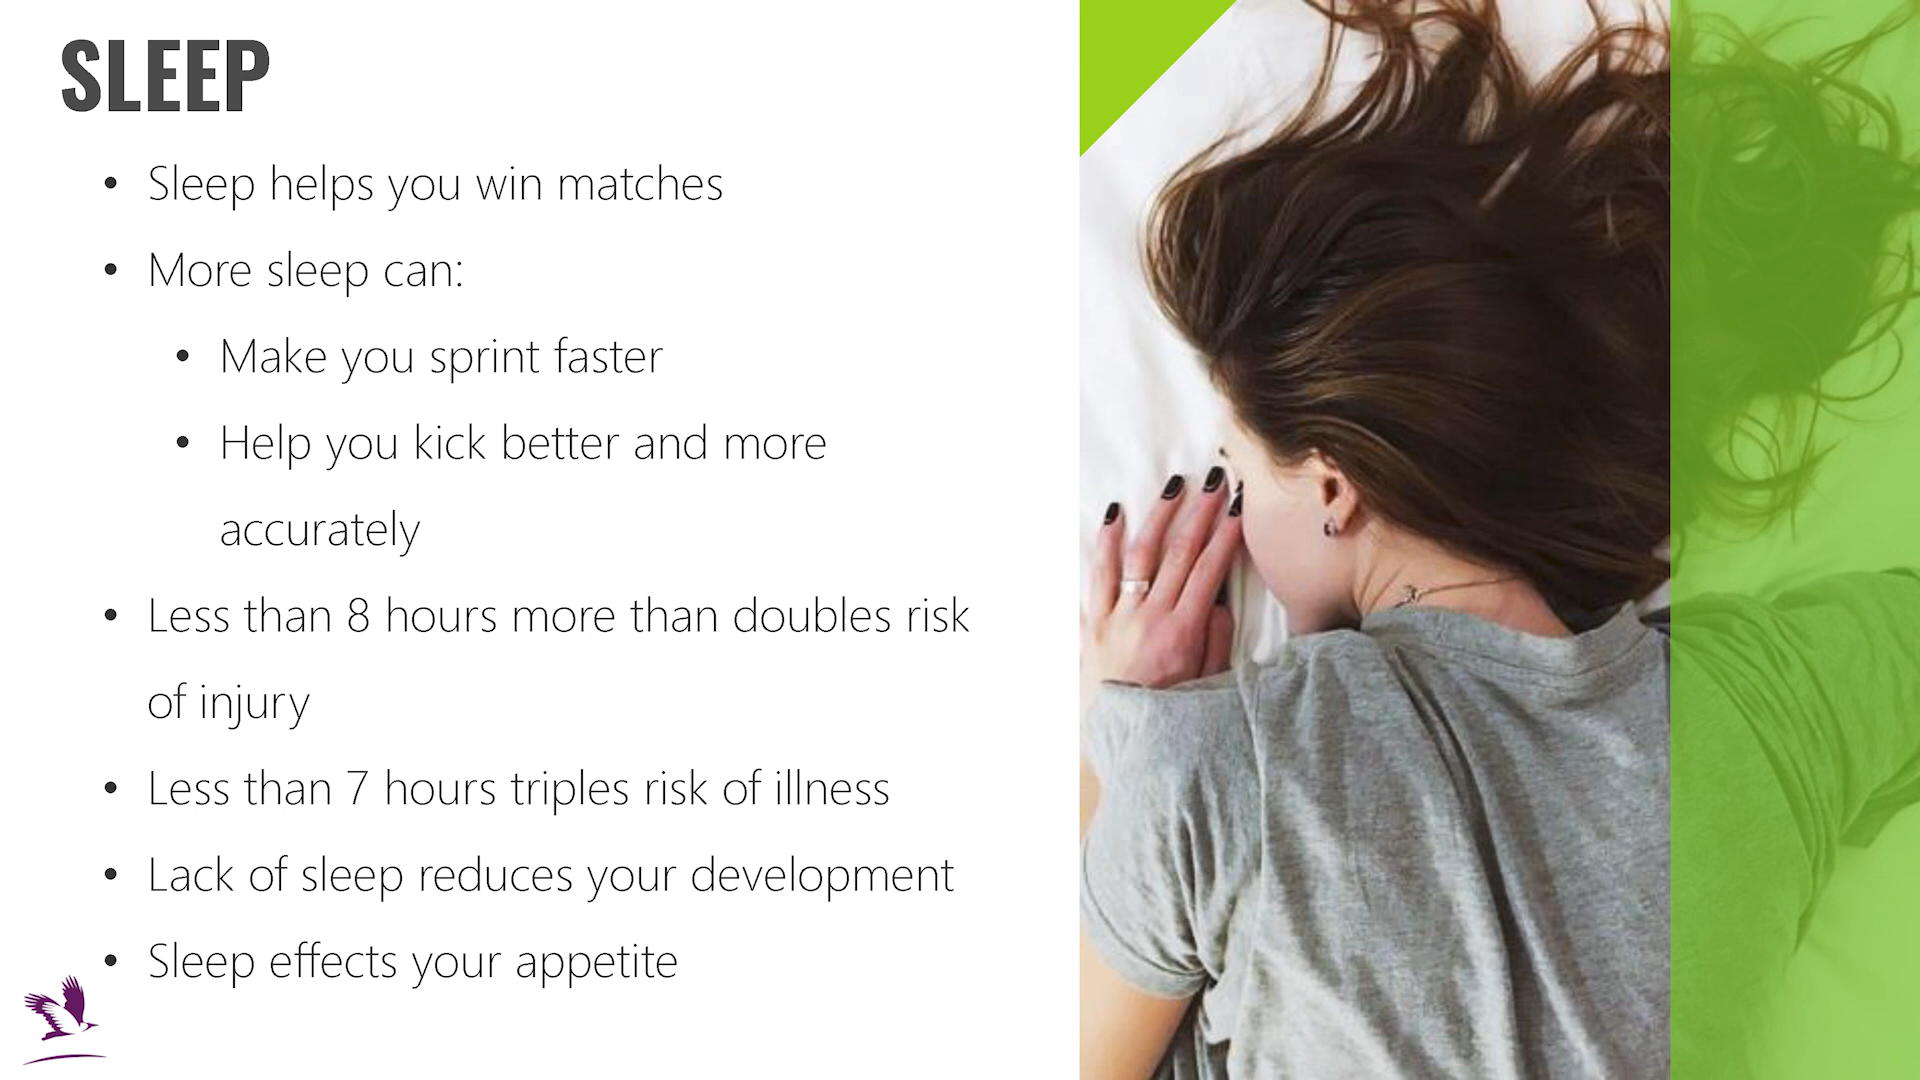 SLEEP
• Sleep helps you win matches
• More sleep can:
• Make you sprint faster
• Help you kick better and more
accurately
• Less than 8 hours more than doubles risk
of injury
• Less than 7 hours triples risk of illness
• Lack of sleep reduces your development
• Sleep effects your appetite